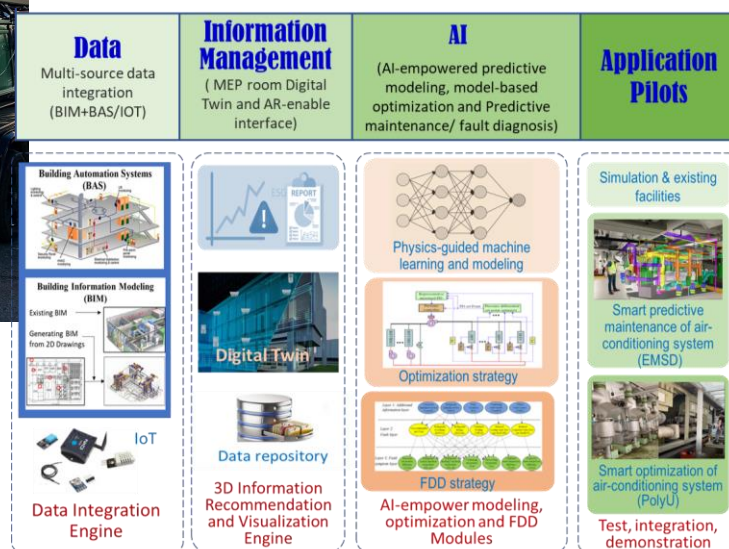 Data
Multi-source data
integration
(BIM+BAS/IOT)
Information
Management
( MEP room Digital
Twin and AR-enable
interface)
AI
(AI-empowered predictive
modeling, model-based
optimization and Predictive
maintenance/ fault diagnosis)
Application
Pilots
Building Automation Systems
(BAS)
Building Information Modeling
(BIM)
Existing BIM
Generating BIM
from 2D Drawings
IoT
Data Integration
Engine
REPORT
Digital Twin
Data repository
3D Information
Recommendation
and Visualization
Engine
Physics-guided machine
learning and modeling
Optimization strategy
FDD strategy
AI-empower modeling,
optimization and FDD
Modules
Simulation & existing
facilities
Smart predictive
maintenance of air-
conditioning system
(EMSD)
Smart optimization of
air-conditioning system
(PolyU)
Test, integration,
demonstration